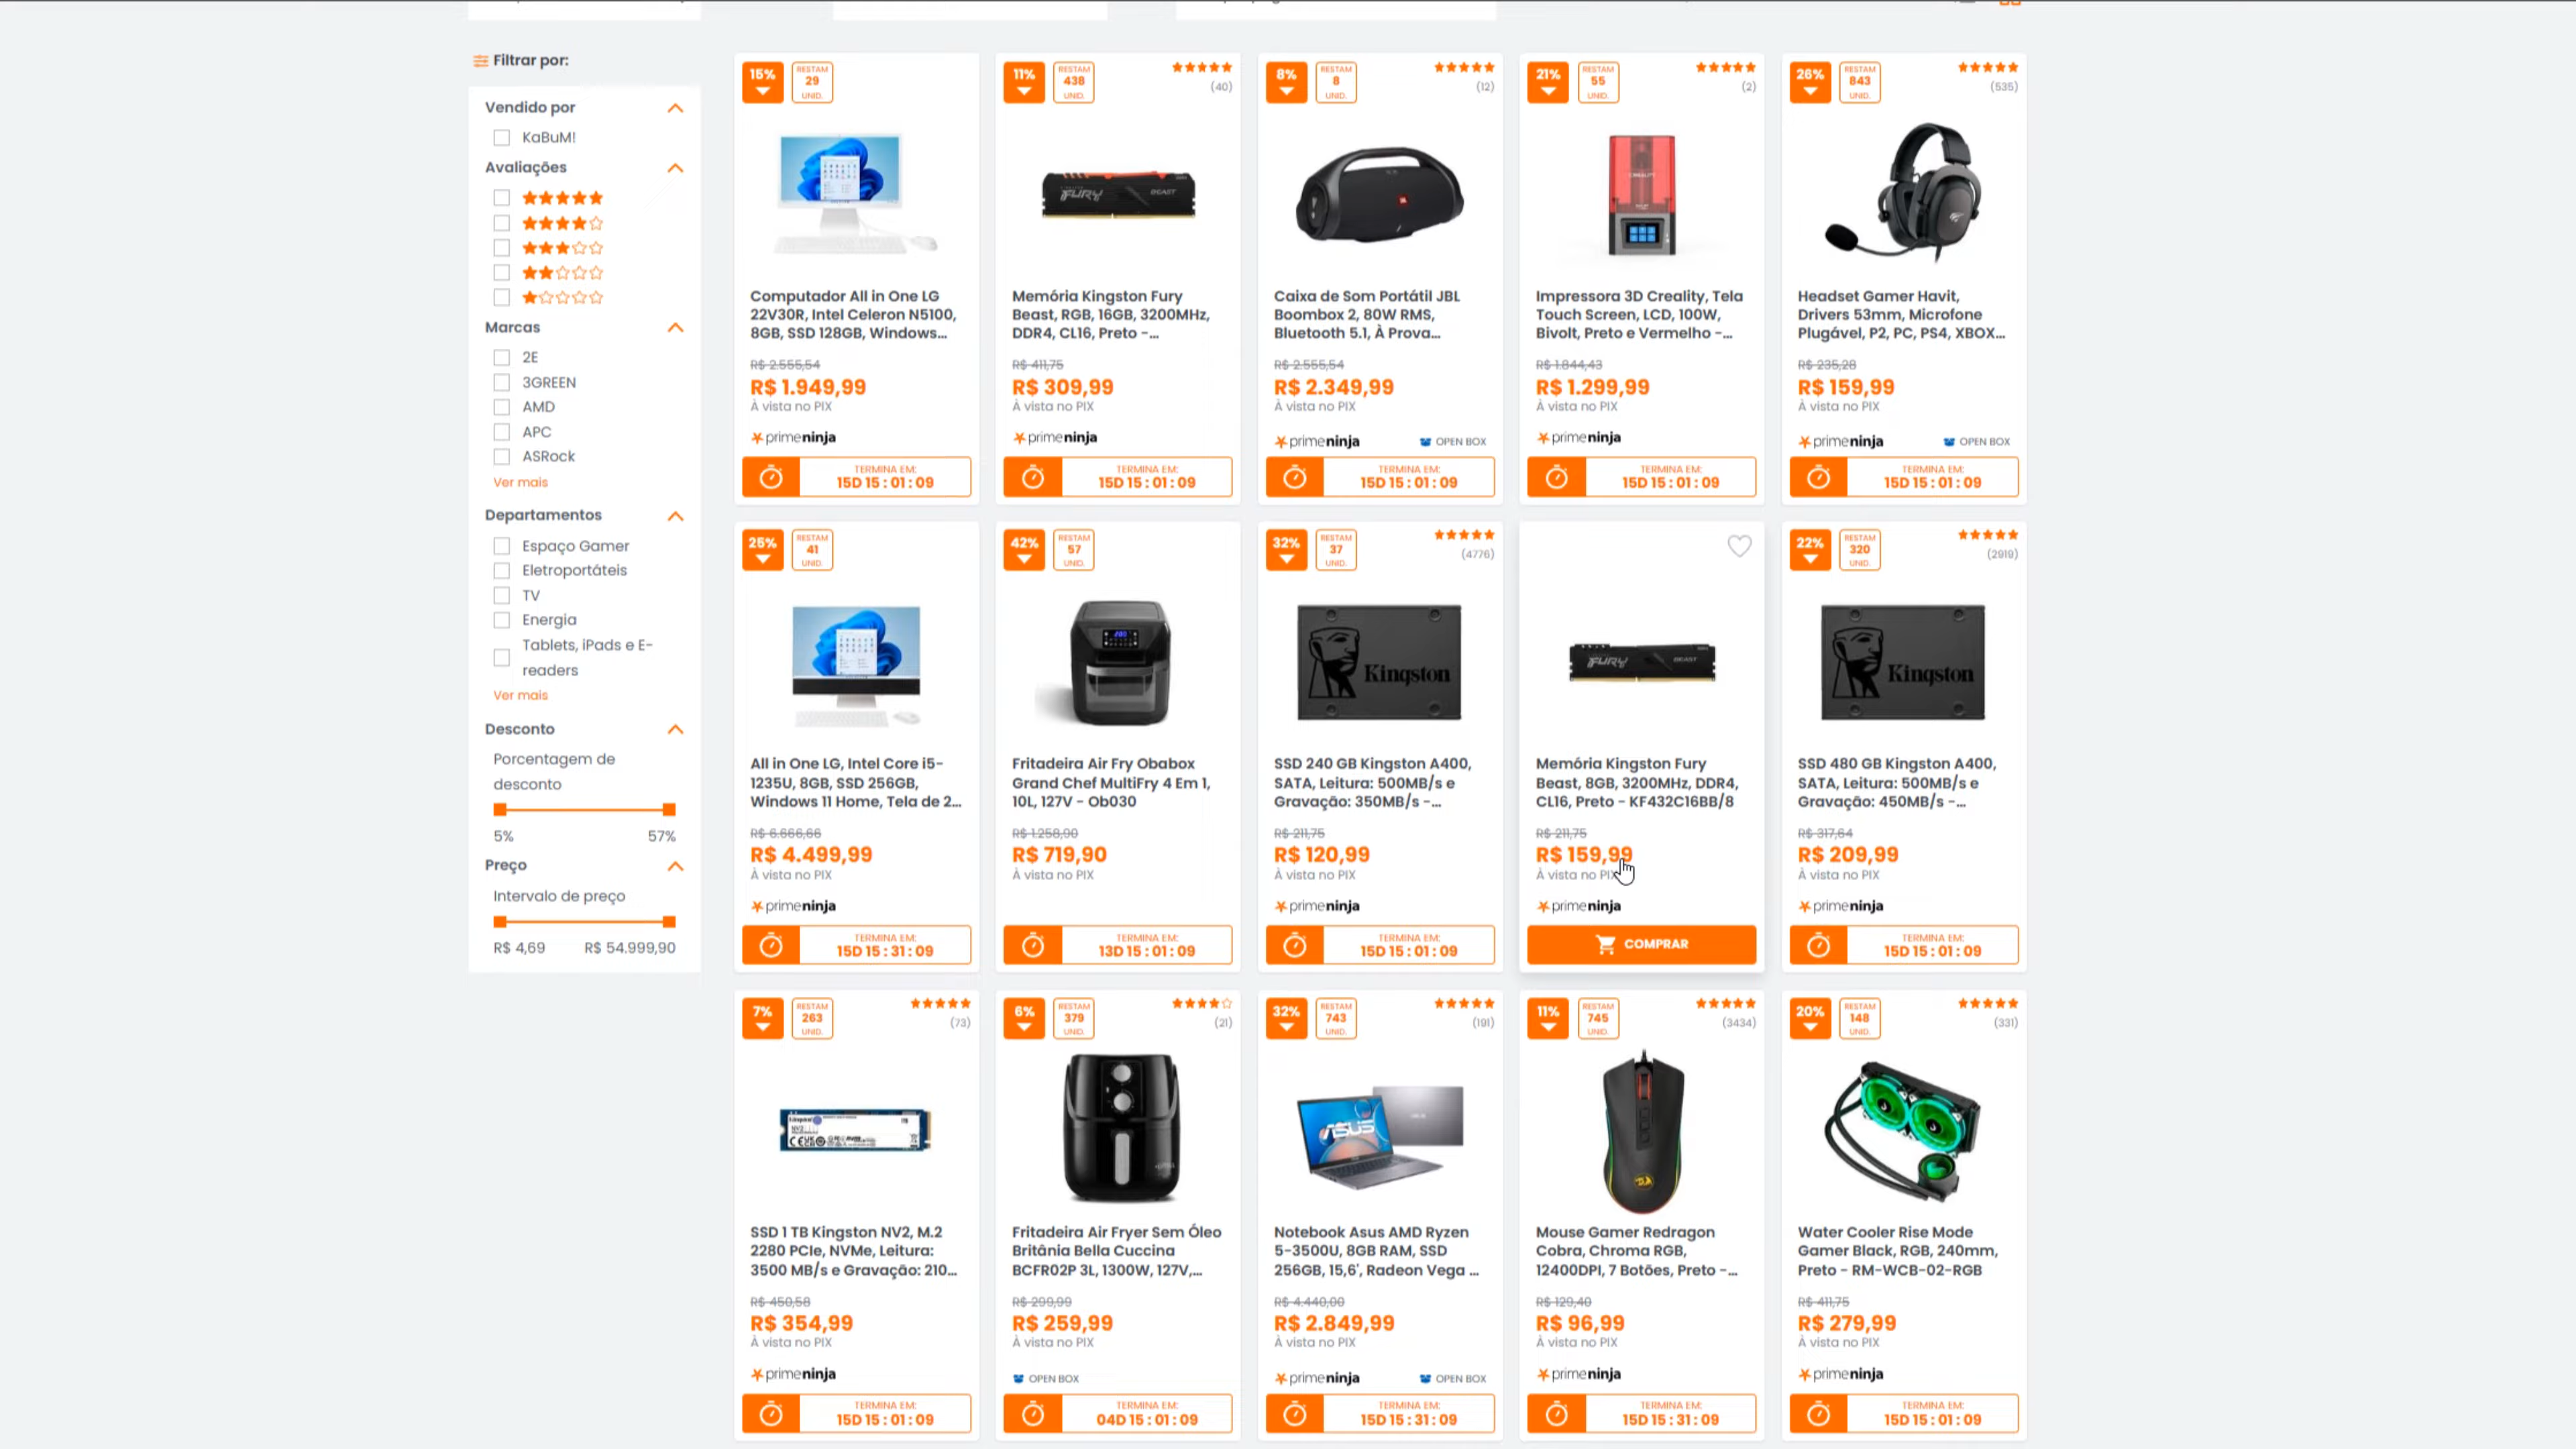 Filtrar por:
Vendido por
KaBuM!
Avaliações
Marcas
2E
3GREEN
AMD
APC
ASRock
Ver mais
Departamentos
Espaço Gamer
Eletroportáteis
TV
Energia
Tablets, iPads e E-
readers
Ver mais
Desconto
Porcentagem de
desconto
5% 57%
Preço
Intervalo de preço
R$ 4,69 R$ 54.999,90
15%
RESTAM
29
UNID.
Computador All in One LG
22V30R, Intel Celeron N5100,
8GB, SSD 128GB, Windows...
R$ 2.555,54
R$ 1.949,99
À vista no PIX
primeninja
TERMINA EM:
15D 15 : 01 : 09
11%
RESTAM
438
UNID.
(40)
FURY BEAST
Memória Kingston Fury
Beast, RGB, 16GB, 3200MHz,
DDR4, CL16, Preto -...
R$ 411,75
R$ 309,99
À vista no PIX
primeninja
TERMINA EM:
15D 15 : 01 : 09
8%
RESTAM
8
UNID.
(12)
Caixa de Som Portátil JBL
Boombox 2, 80W RMS,
Bluetooth 5.1, À Prova...
R$ 2.555,54
R$ 2.349,99
À vista no PIX
primeninja OPEN BOX
TERMINA EM:
15D 15 : 01 : 09
21%
RESTAM
55
UNID.
(2)
Impressora 3D Creality, Tela
Touch Screen, LCD, 100W,
Bivolt, Preto e Vermelho -...
R$ 1.844,43
R$ 1.299,99
À vista no PIX
primeninja
TERMINA EM:
15D 15 : 01 : 09
26%
RESTAM
843
UNID.
(535)
Headset Gamer Havit,
Drivers 53mm, Microfone
Plugável, P2, PC, PS4, XBOX...
R$ 235,28
R$ 159,99
À vista no PIX
primeninja OPEN BOX
TERMINA EM:
15D 15 : 01 : 09
25%
RESTAM
41
UNID.
All in One LG, Intel Core i5-
1235U, 8GB, SSD 256GB,
Windows 11 Home, Tela de 2...
R$ 6.666,66
R$ 4.499,99
À vista no PIX
primeninja
TERMINA EM:
15D 15 : 31 : 09
42%
RESTAM
57
UNID.
Fritadeira Air Fry Obabox
Grand Chef MultiFry 4 Em 1,
10L, 127V - Ob030
R$ 1.258,90
R$ 719,90
À vista no PIX
TERMINA EM:
13D 15 : 01 : 09
32%
RESTAM
37
UNID.
(4776)
Kingston
SSD 240 GB Kingston A400,
SATA, Leitura: 500MB/s e
Gravação: 350MB/s -...
R$ 211,75
R$ 120,99
À vista no PIX
primeninja
TERMINA EM:
15D 15 : 01 : 09
FURY BEAST
Memória Kingston Fury
Beast, 8GB, 3200MHz, DDR4,
CL16, Preto - KF432C16BB/8
R$ 211,75
R$ 159,99
À vista no PIX
primeninja
COMPRAR
22%
RESTAM
320
UNID.
(2919)
Kingston
SSD 480 GB Kingston A400,
SATA, Leitura: 500MB/s e
Gravação: 450MB/s -...
R$ 317,64
R$ 209,99
À vista no PIX
primeninja
TERMINA EM:
15D 15 : 01 : 09
7%
RESTAM
263
UNID.
(73)
SSD 1 TB Kingston NV2, M.2
2280 PCIe, NVMe, Leitura:
3500 MB/s e Gravação: 210...
R$ 450,58
R$ 354,99
À vista no PIX
primeninja
TERMINA EM:
15D 15 : 01 : 09
6%
RESTAM
379
UNID.
(21)
Fritadeira Air Fryer Sem Óleo
Britânia Bella Cuccina
BCFR02P 3L, 1300W, 127V,...
R$ 299,99
R$ 259,99
À vista no PIX
OPEN BOX
TERMINA EM:
04D 15 : 01 : 09
32%
RESTAM
743
UNID.
(191)
ASUS
Notebook Asus AMD Ryzen
5-3500U, 8GB RAM, SSD
256GB, 15,6', Radeon Vega ...
R$ 4.440,00
R$ 2.849,99
À vista no PIX
primeninja OPEN BOX
TERMINA EM:
15D 15 : 31 : 09
11%
RESTAM
745
UNID.
(3434)
Mouse Gamer Redragon
Cobra, Chroma RGB,
12400DPI, 7 Botões, Preto -...
R$ 129,40
R$ 96,99
À vista no PIX
primeninja
TERMINA EM:
15D 15 : 31 : 09
20%
RESTAM
148
UNID.
(331)
Water Cooler Rise Mode
Gamer Black, RGB, 240mm,
Preto - RM-WCB-02-RGB
R$ 411,75
R$ 279,99
À vista no PIX
primeninja
TERMINA EM:
15D 15 : 01 : 09